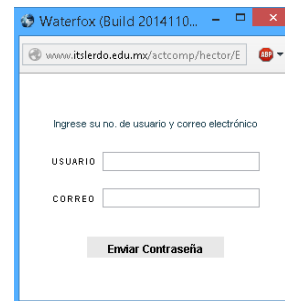 Waterfox (Build 2014110...
www.itslerdo.edu.mx/actcomp/hector/E
ABP
Ingrese su no. de usuario y correo electrónico
USUARIO
CORREO
Enviar Contraseña